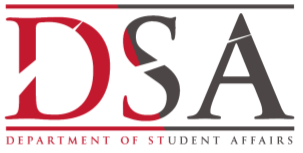 DSA
DEPARTMENT OF STUDENT AFFAIRS